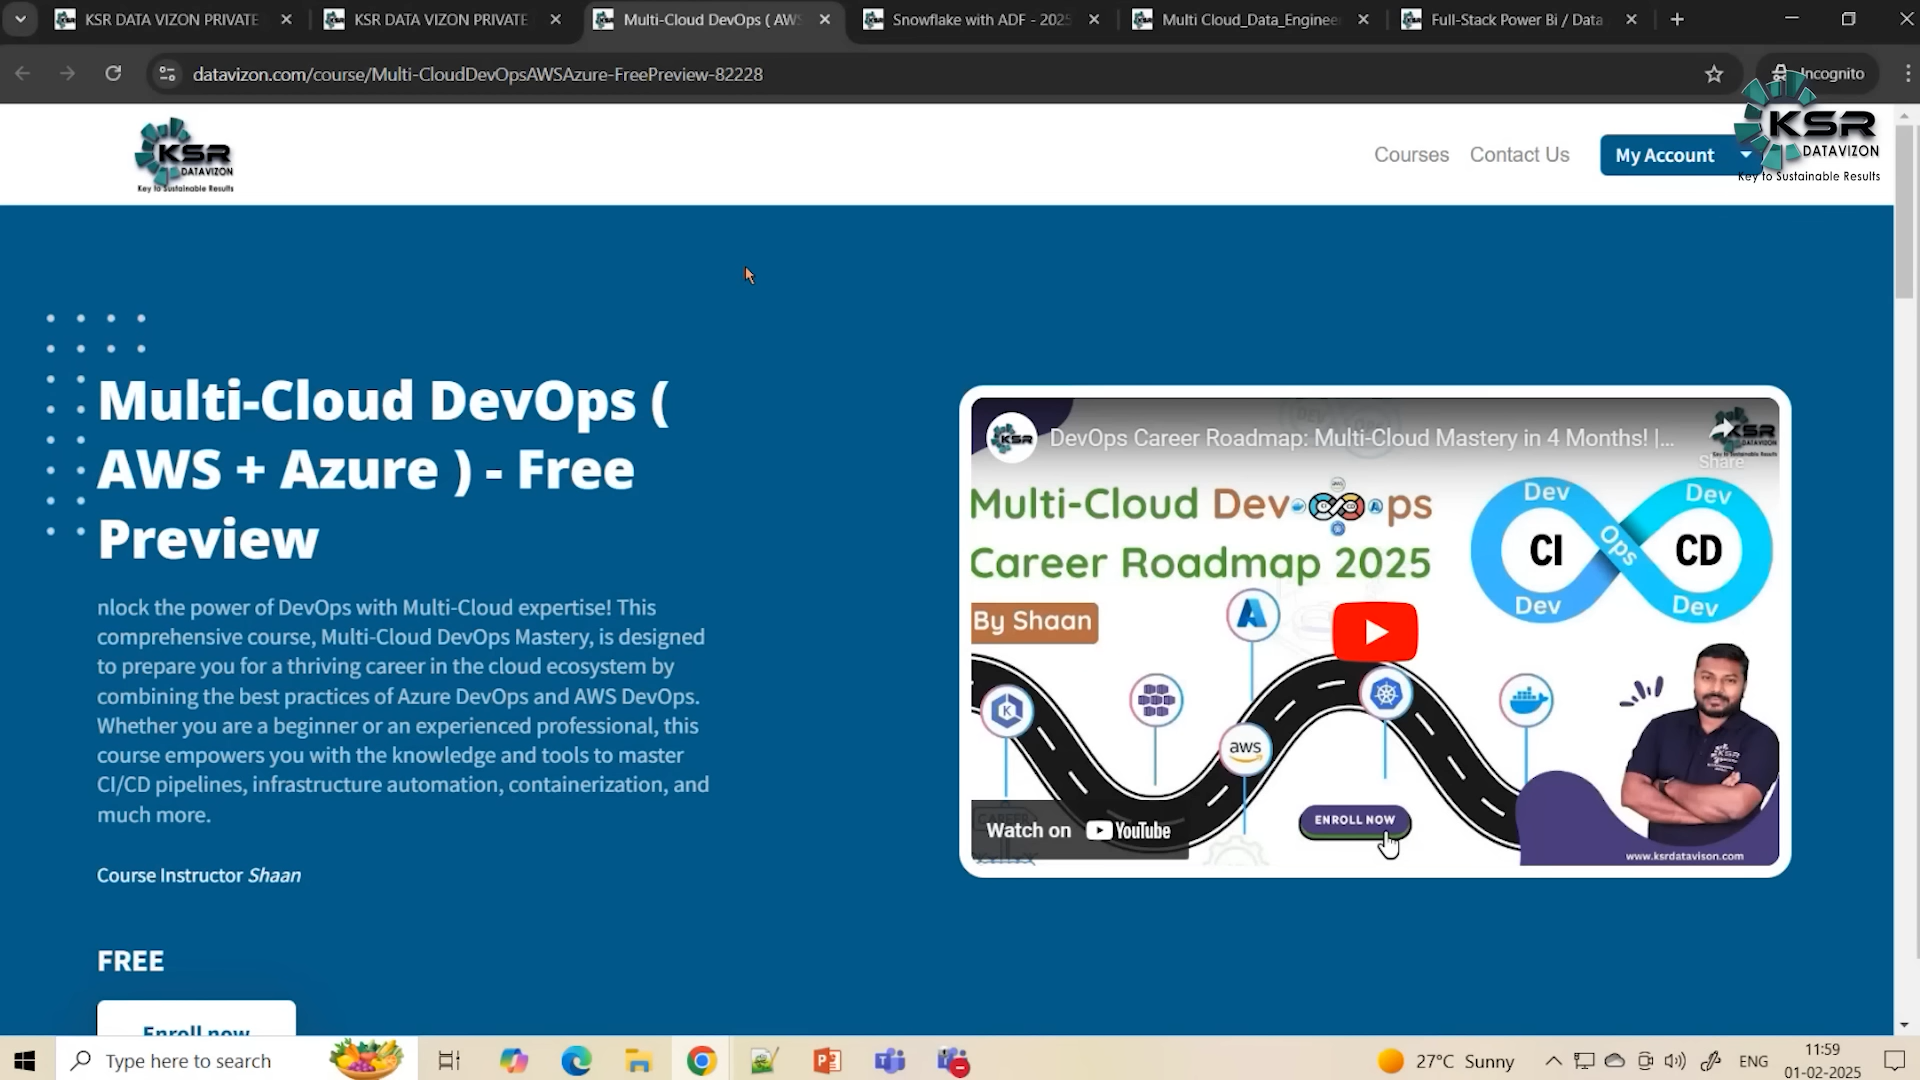 KSR DATA VIZON PRIVATE
KSR DATA VIZON PRIVATE
Multi-Cloud DevOps ( AWS
Snowflake with ADF - 2025
Multi Cloud_Data_Enginee
Full-Stack Power Bi / Data
datavizon.com/course/Multi-CloudDevOpsAWSAzure-FreePreview-82228
Incognito
KSR
DATAVIZON
Key to Sustainable Results
Courses
Contact Us
My Account
KSR
DATAVIZON
Key to Sustainable Results
Multi-Cloud DevOps (
AWS + Azure ) - Free
Preview
nlock the power of DevOps with Multi-Cloud expertise! This
comprehensive course, Multi-Cloud DevOps Mastery, is designed
to prepare you for a thriving career in the cloud ecosystem by
combining the best practices of Azure DevOps and AWS DevOps.
Whether you are a beginner or an experienced professional, this
course empowers you with the knowledge and tools to master
CI/CD pipelines, infrastructure automation, containerization, and
much more.
Course Instructor Shaan
FREE
Enroll now
KSR
DevOps Career Roadmap: Multi-Cloud Mastery in 4 Months! |...
Share
Multi-Cloud Dev ps
Career Roadmap 2025
By Shaan
Dev
Dev
CI
Ops
CD
Dev
Dev
aws
K
ENROLL NOW
Watch on YouTube
www.ksrdatavison.com
Type here to search
27°C Sunny
ENG
11:59
01-02-2025